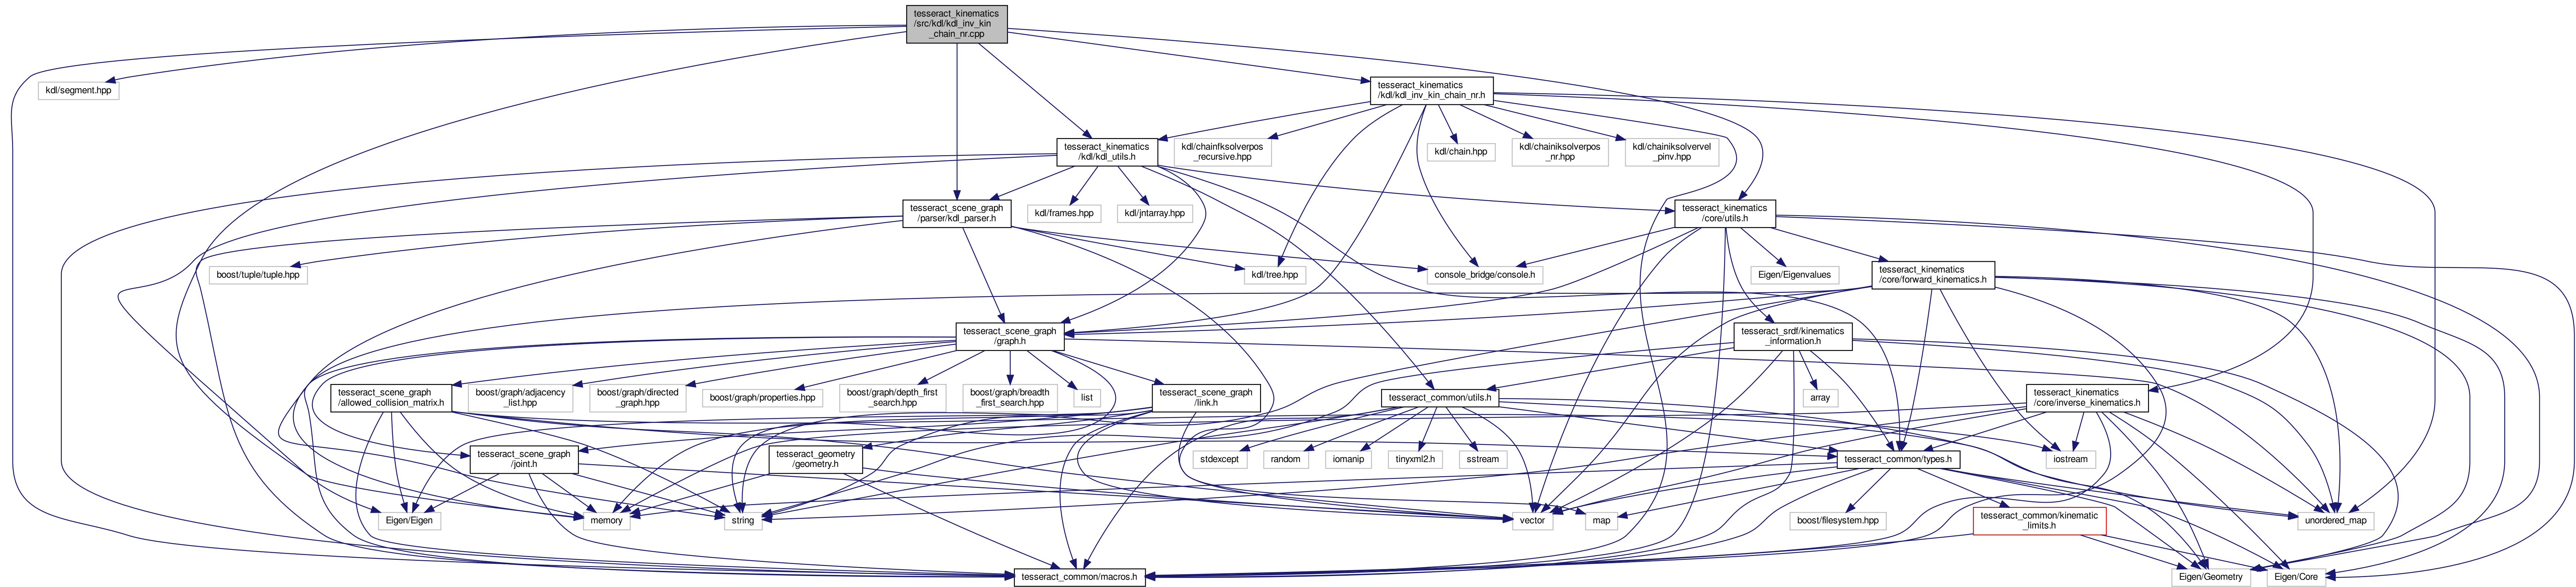 tesseract_kinematics
/src/kdl/kdl_inv_kin
_chain_nr.cpp
kdl/segment.hpp
tesseract_kinematics
/kdl/kdl_inv_kin_chain_nr.h
tesseract_kinematics
/kdl/kdl_utils.h
kdl/chainfksolverpos
_recursive.hpp
kdl/chain.hpp
kdl/chainiksolverpos
_nr.hpp
kdl/chainiksolvervel
_pinv.hpp
tesseract_scene_graph
/parser/kdl_parser.h
kdl/frames.hpp
kdl/jntarray.hpp
tesseract_kinematics
/core/utils.h
boost/tuple/tuple.hpp
kdl/tree.hpp
console_bridge/console.h
Eigen/Eigenvalues
tesseract_kinematics
/core/forward_kinematics.h
tesseract_scene_graph
/graph.h
tesseract_srdf/kinematics
_information.h
tesseract_scene_graph
/allowed_collision_matrix.h
boost/graph/adjacency
_list.hpp
boost/graph/directed
_graph.hpp
boost/graph/properties.hpp
boost/graph/depth_first
_search.hpp
boost/graph/breadth
_first_search.hpp
list
tesseract_scene_graph
/link.h
tesseract_common/utils.h
array
tesseract_kinematics
/core/inverse_kinematics.h
tesseract_scene_graph
/joint.h
tesseract_geometry
/geometry.h
stdexcept
random
iomanip
tinyxml2.h
sstream
tesseract_common/types.h
iostream
Eigen/Eigen
memory
string
vector
map
boost/filesystem.hpp
tesseract_common/kinematic
_limits.h
unordered_map
tesseract_common/macros.h
Eigen/Geometry
Eigen/Core